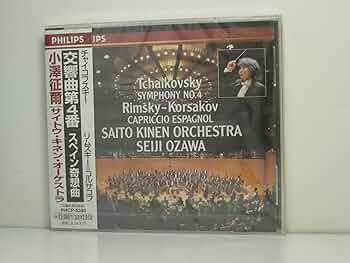 PHILIPS
Tchaikovsky
SYMPHONY NO.4
Rimsky-Korsakov
CAPRICCIO ESPAGNOL
SAITO KINEN ORCHESTRA
SEIJI OZAWA
チャイコフスキー
交響曲第4番
スペイン奇想曲
リムスキー=コルサコフ
小澤征爾
サイトウ・キネン・オーケストラ